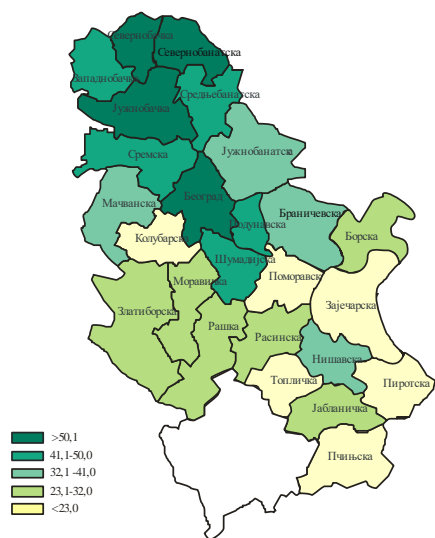 Севернобачка
Севернобанатска
Западнобачка
Средњебанатска
Јужнобачка
Сремска
Јужнобанатска
Београд
Мачванска
Подунавска
Браничевска
Колубарска
Борска
Шумадијска
Моравичка
Поморавска
Златиборска
Зајечарска
Рашка
Расинска
Нишавска
Топличка
Пиротска
Јабланичка
Пчињска
>50,1
41,1-50,0
32,1 -41,0
23,1-32,0
<23,0